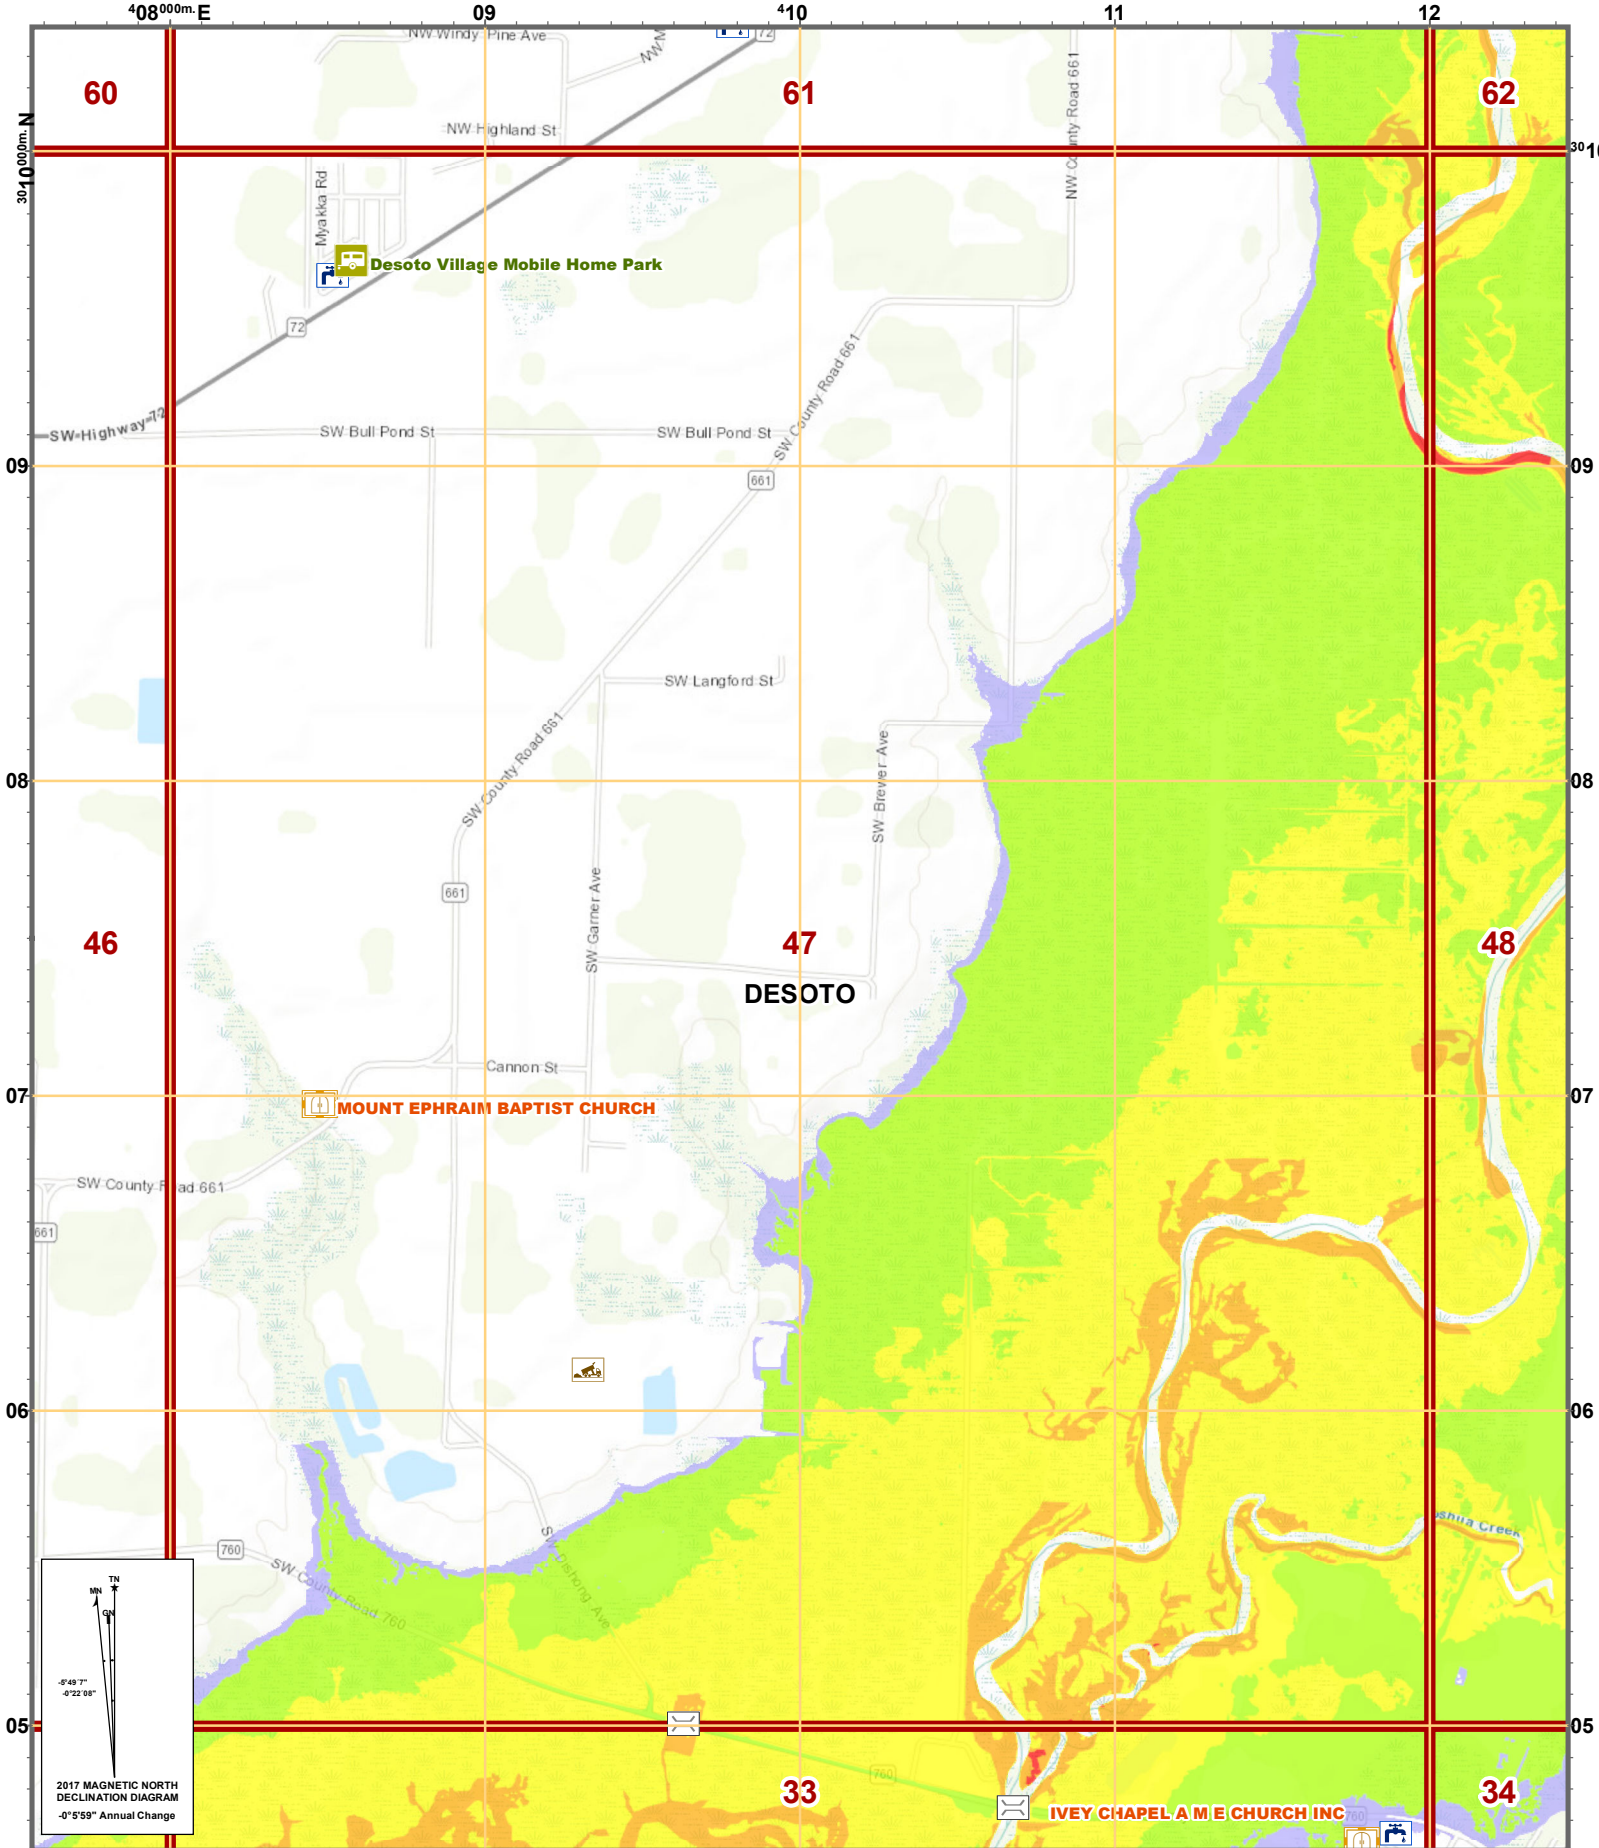 408000m. E
09
410
11
12
NW Windy Pine Ave
NW M
72
60
61
62
3010000m. N
3010
NW Highland St
NW County Road 661
Myakka Rd
Desoto Village Mobile Home Park
72
SW County Road 661
SW Highway 72
SW Bull Pond St
SW Bull Pond St
09
09
661
SW Langford St
SW County Road 661
SW Brewer Ave
08
08
661
SW Garner Ave
46
47
48
DESOTO
Cannon St
07
MOUNT EPHRAIM BAPTIST CHURCH
07
SW County Road 661
661
06
06
Joshua Creek
760
SW County Road 760
SW Dishong Ave
TN
MN
GN
-5°49'7"
-0°22'08"
05
05
760
2017 MAGNETIC NORTH
DECLINATION DIAGRAM
-0°5'59" Annual Change
33
34
IVEY CHAPEL A M E CHURCH INC
760